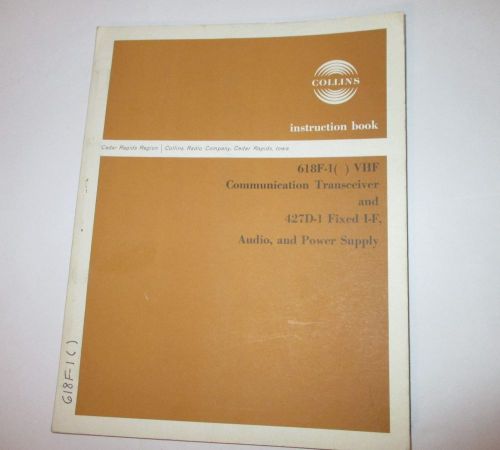 COLLINS
instruction book
Cedar Rapids Region | Collins Radio Company, Cedar Rapids, Iowa
618F-1( ) VHF
Communication Transceiver
and
427D-1 Fixed I-F,
Audio, and Power Supply
618F-1( )